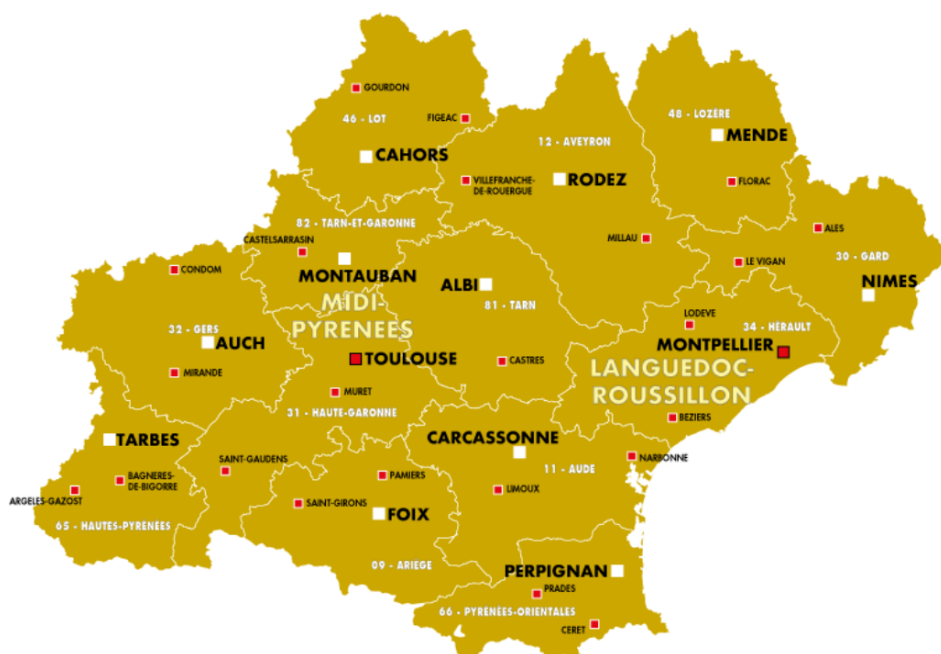 GOURDON
46 - LOT
FIGEAC
CAHORS
12 - AVEYRON
VILLEFRANCHE-
DE-ROUERGUE
RODEZ
MILLAU
48 - LOZÈRE
MENDE
FLORAC
ALES
30 - GARD
LE VIGAN
NIMES
82 - TARN-ET-GARONNE
CASTELSARRASIN
MONTAUBAN
CONDOM
32 - GERS
AUCH
MIRANDE
MIDI-
PYRENEES
TOULOUSE
MURET
31 - HAUTE-GARONNE
SAINT-GAUDENS
ALBI
81 - TARN
CASTRES
LODEVE
34 - HÉRAULT
MONTPELLIER
LANGUEDOC-
ROUSSILLON
BEZIERS
TARBES
BAGNERES-
DE-BIGORRE
ARGELES-GAZOST
65 - HAUTES-PYRENÉES
PAMIERS
SAINT-GIRONS
FOIX
09 - ARIEGE
CARCASSONNE
11 - AUDE
NARBONNE
LIMOUX
PERPIGNAN
PRADES
66 - PYRENÉES-ORIENTALES
CERET